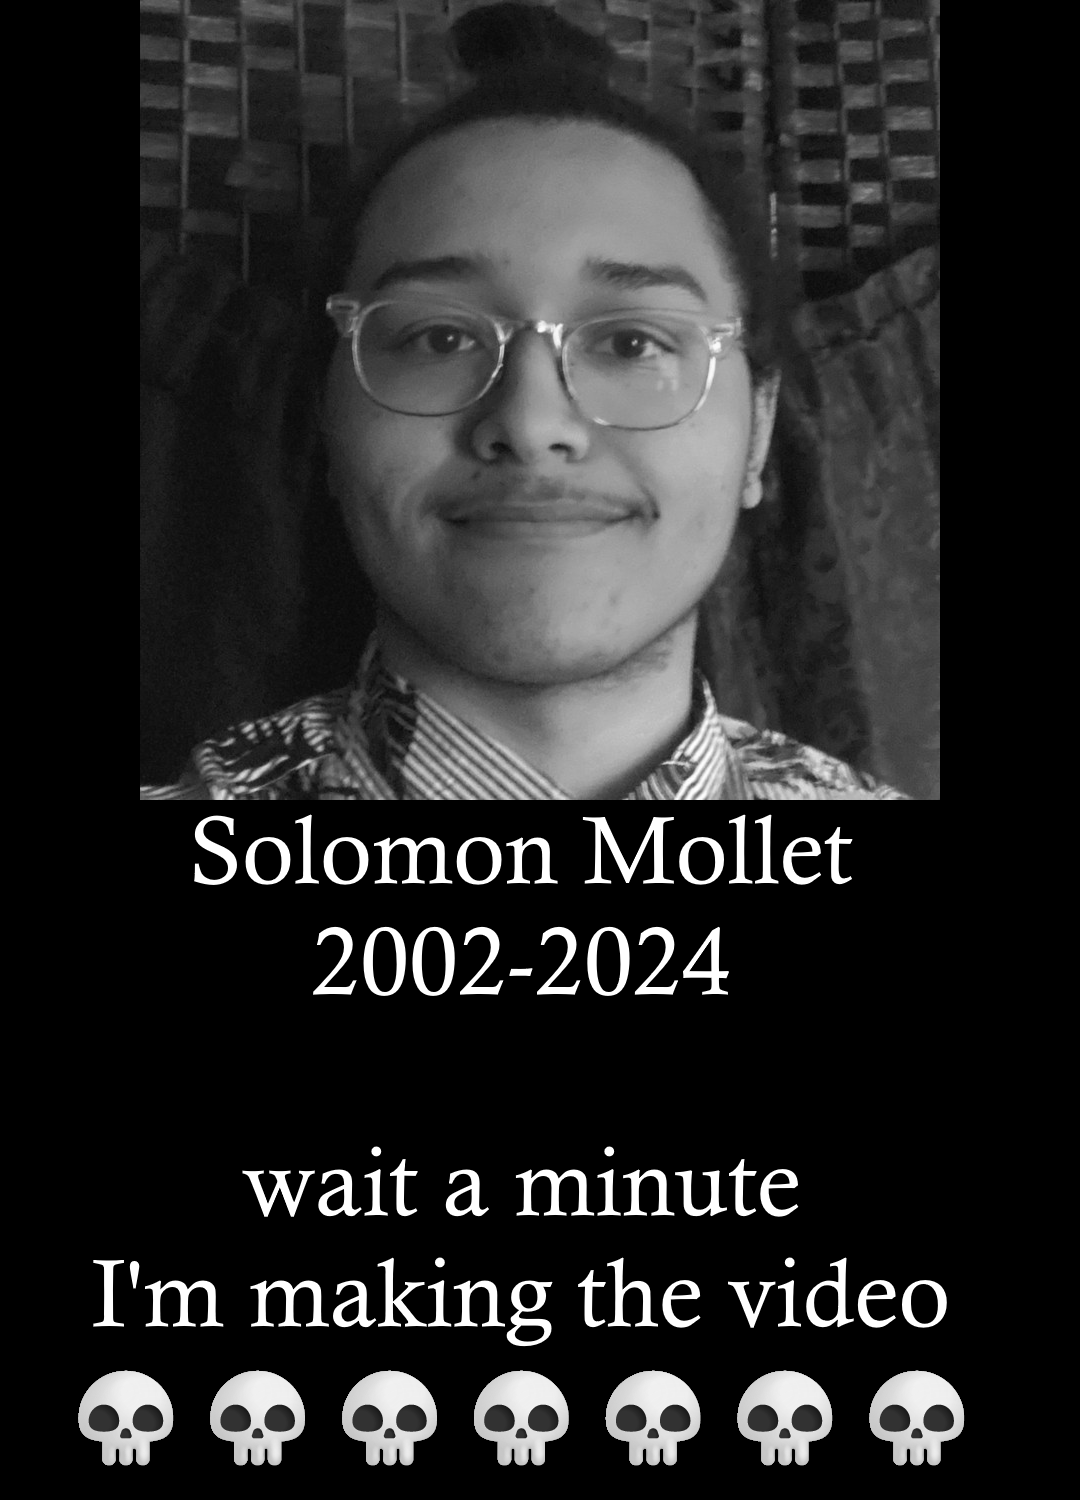 Solomon Mollet
2002-2024
wait a minute
I'm making the video
💀 💀 💀 💀 💀 💀 💀